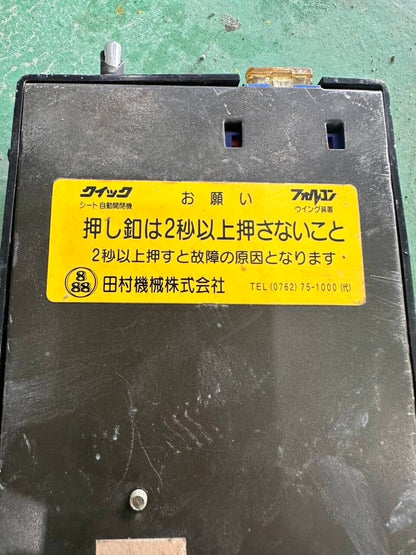 クイック お願い フォルコン
シート自動開閉機 ウイング装置
押し釦は2秒以上押さないこと
2秒以上押すと故障の原因となります
8
88
田村機械株式会社 TEL(0762)75-1000(代)